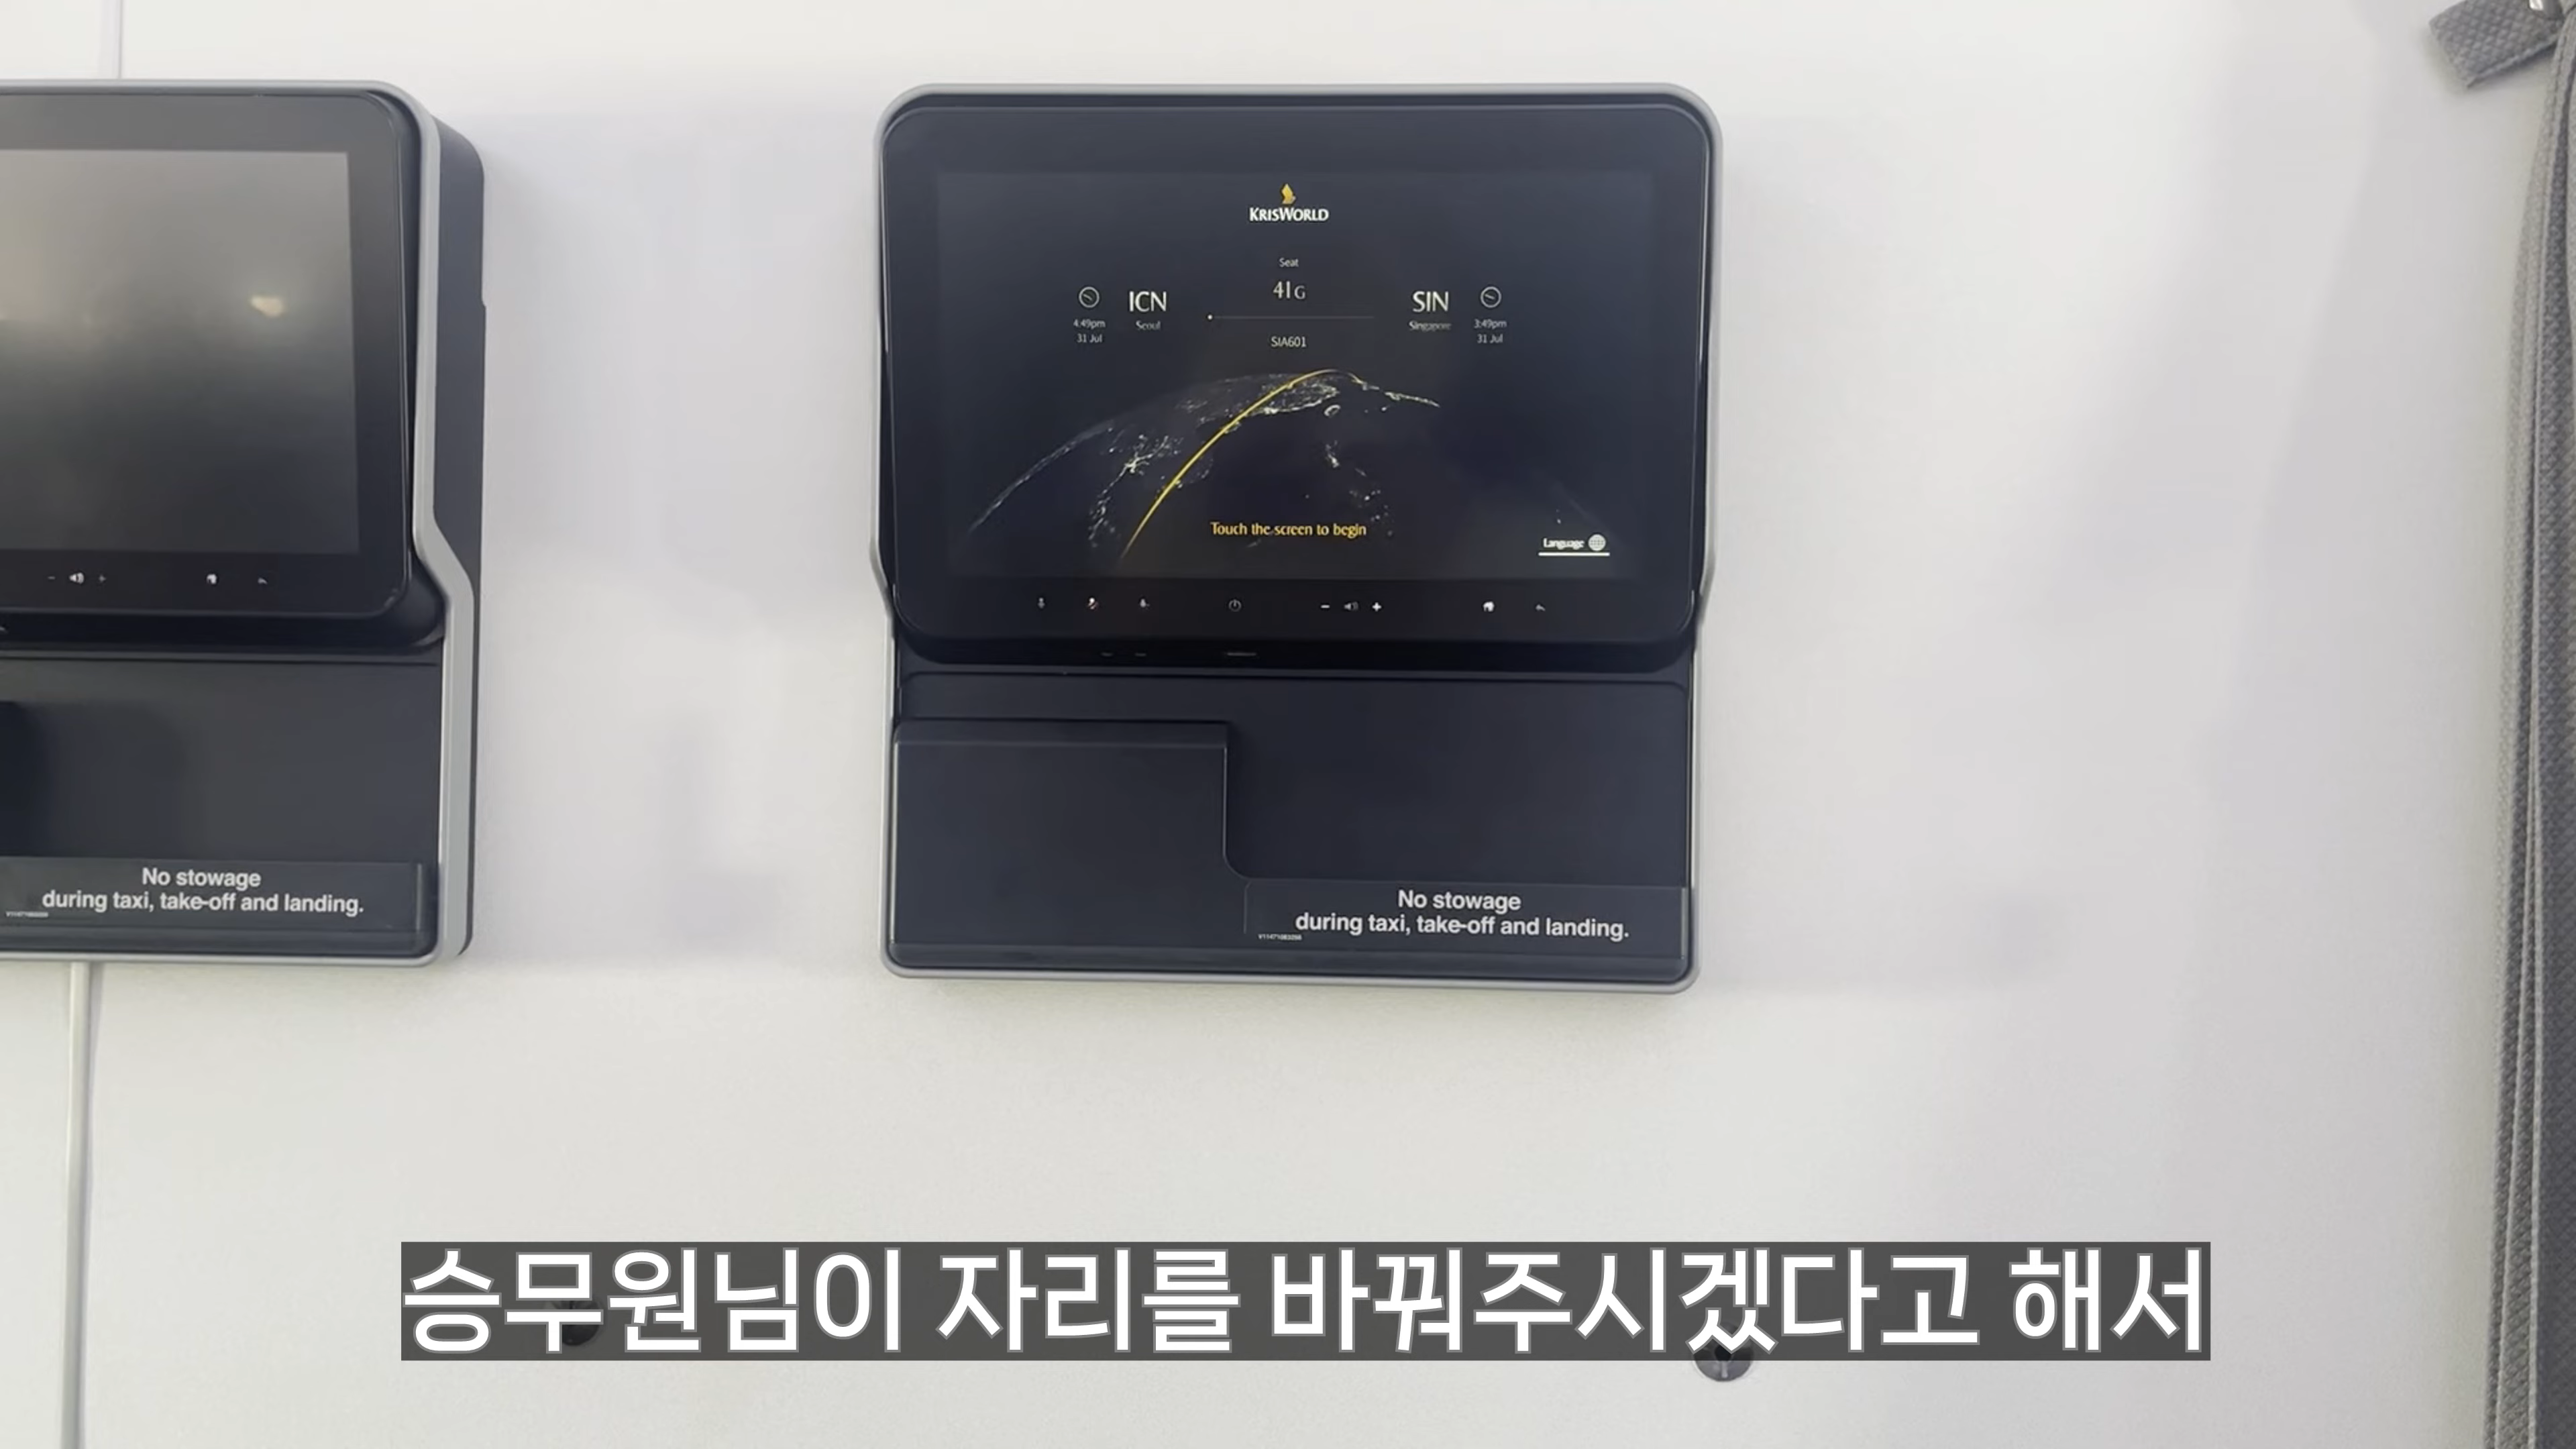 KRISWORLD
Seat
41G
ICN
Seoul
4:49pm
31 Jul
SIN
Singapore
3:49pm
31 Jul
SIA601
Touch the screen to begin
Language
No stowage
during taxi, take-off and landing.
No stowage
during taxi, take-off and landing.
승무원님이 자리를 바꿔주시겠다고 해서